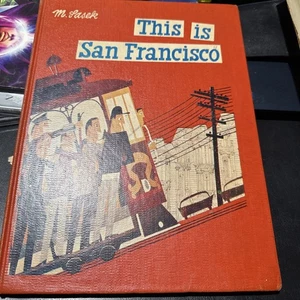 M. Sasek
This is
San Francisco